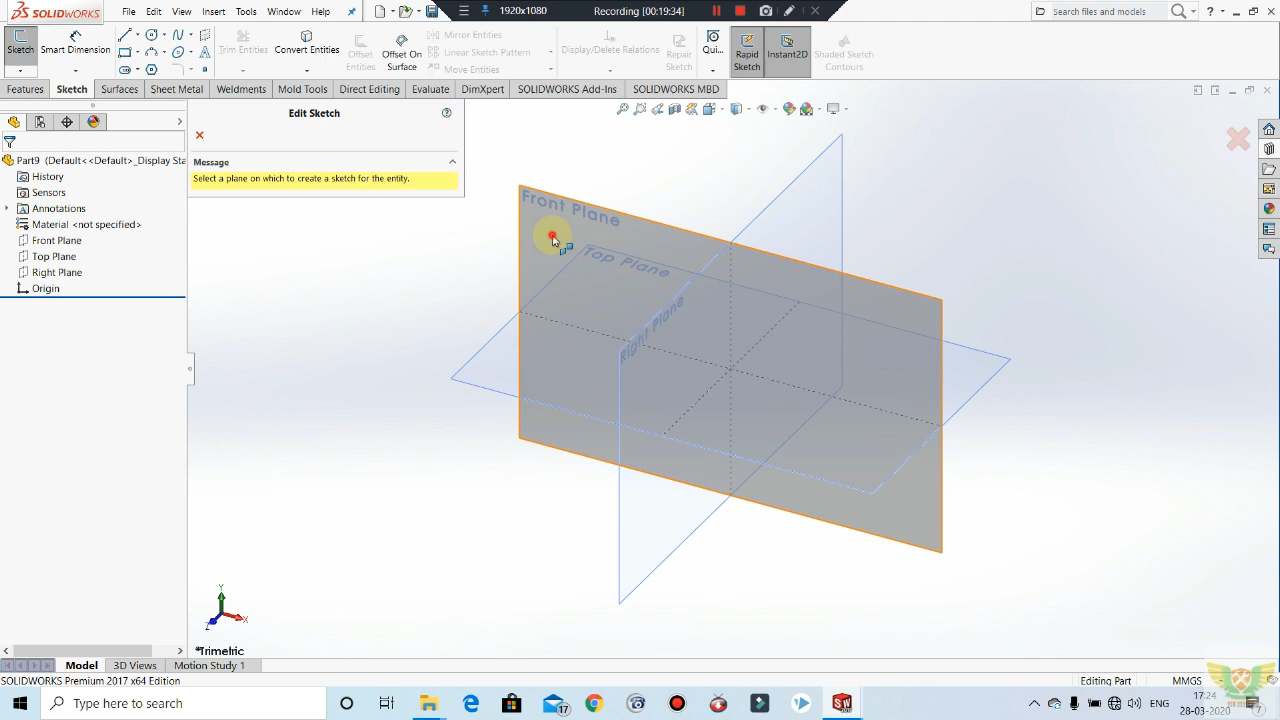 SOLIDWORKS
File
Edit
View
Insert
Tools
Window
Help
1920x1080
Recording [00:19:34]
search files and models
Sketch
Smart Dimension
Trim Entities
Convert Entities
Offset Entities
Offset On Surface
Mirror Entities
Linear Sketch Pattern
Move Entities
Display/Delete Relations
Repair Sketch
Qui...
Rapid Sketch
Instant2D
Shaded Sketch Contours
Features
Sketch
Surfaces
Sheet Metal
Weldments
Mold Tools
Direct Editing
Evaluate
DimXpert
SOLIDWORKS Add-Ins
SOLIDWORKS MBD
Edit Sketch
Message
Select a plane on which to create a sketch for the entity.
Part9 (Default<<Default>_Display Sta
History
Sensors
Annotations
Material <not specified>
Front Plane
Top Plane
Right Plane
Origin
Front Plane
Top Plane
Right Plane
Y
X
Z
*Trimetric
Model
3D Views
Motion Study 1
SOLIDWORKS Premium 2017 x64 Edition
Editing Part
MMGS
Type here to search
17
ENG
17:24
28-03-2020
7